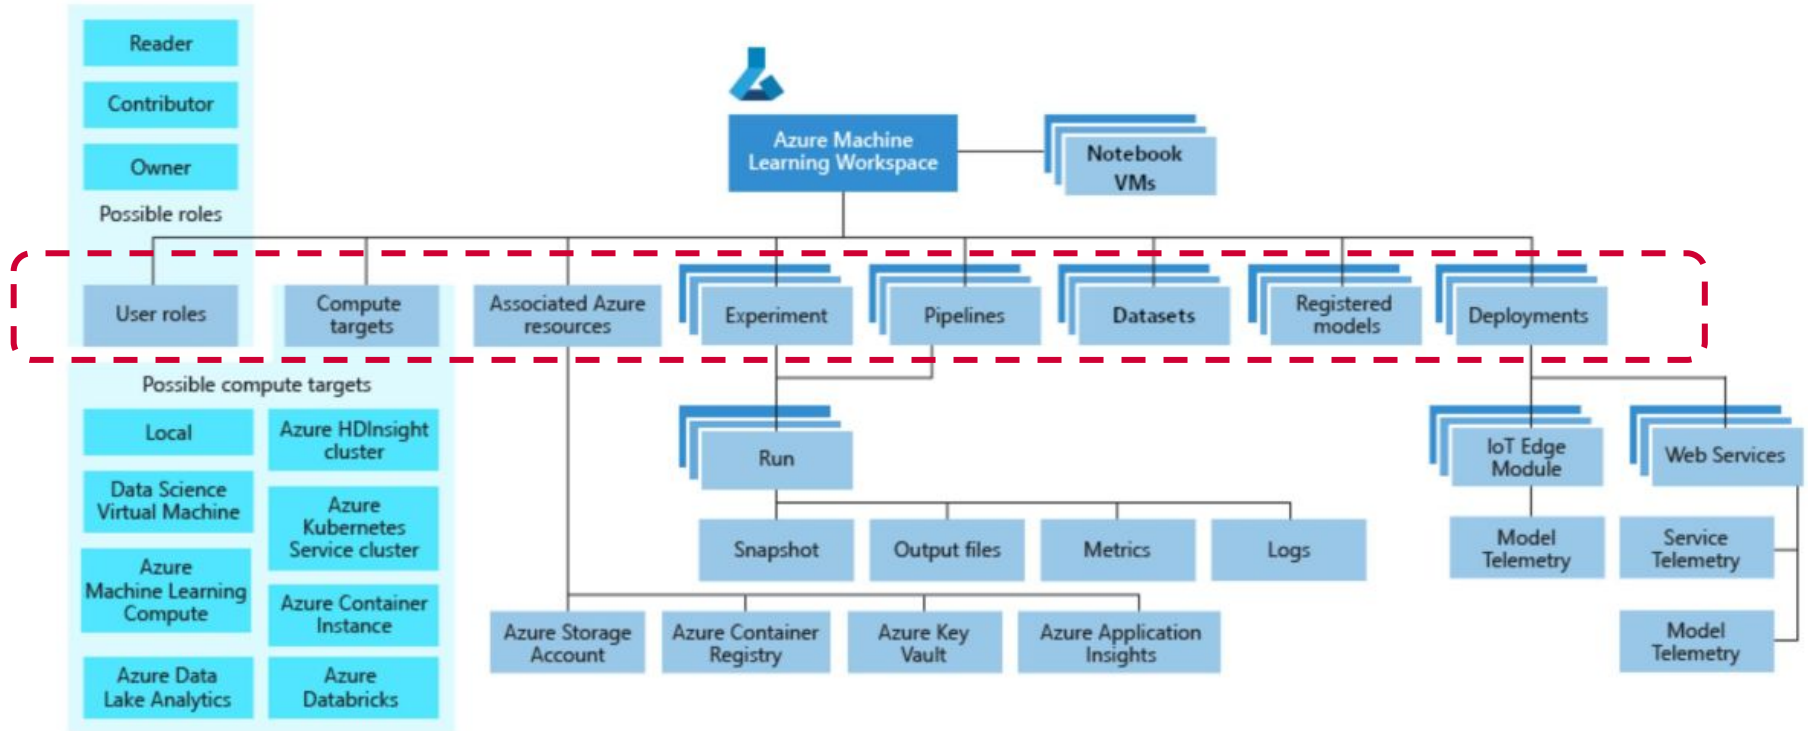 Reader
Contributor
Owner
Possible roles
Azure Machine
Learning Workspace
Notebook
VMs
User roles
Compute
targets
Associated Azure
resources
Experiment
Pipelines
Datasets
Registered
models
Deployments
Possible compute targets
Local
Azure HDInsight
cluster
Data Science
Virtual Machine
Azure
Kubernetes
Service cluster
Azure
Machine Learning
Compute
Azure Container
Instance
Azure Data
Lake Analytics
Azure
Databricks
Run
Snapshot
Output files
Metrics
Logs
Azure Storage
Account
Azure Container
Registry
Azure Key
Vault
Azure Application
Insights
IoT Edge
Module
Web Services
Model
Telemetry
Service
Telemetry
Model
Telemetry